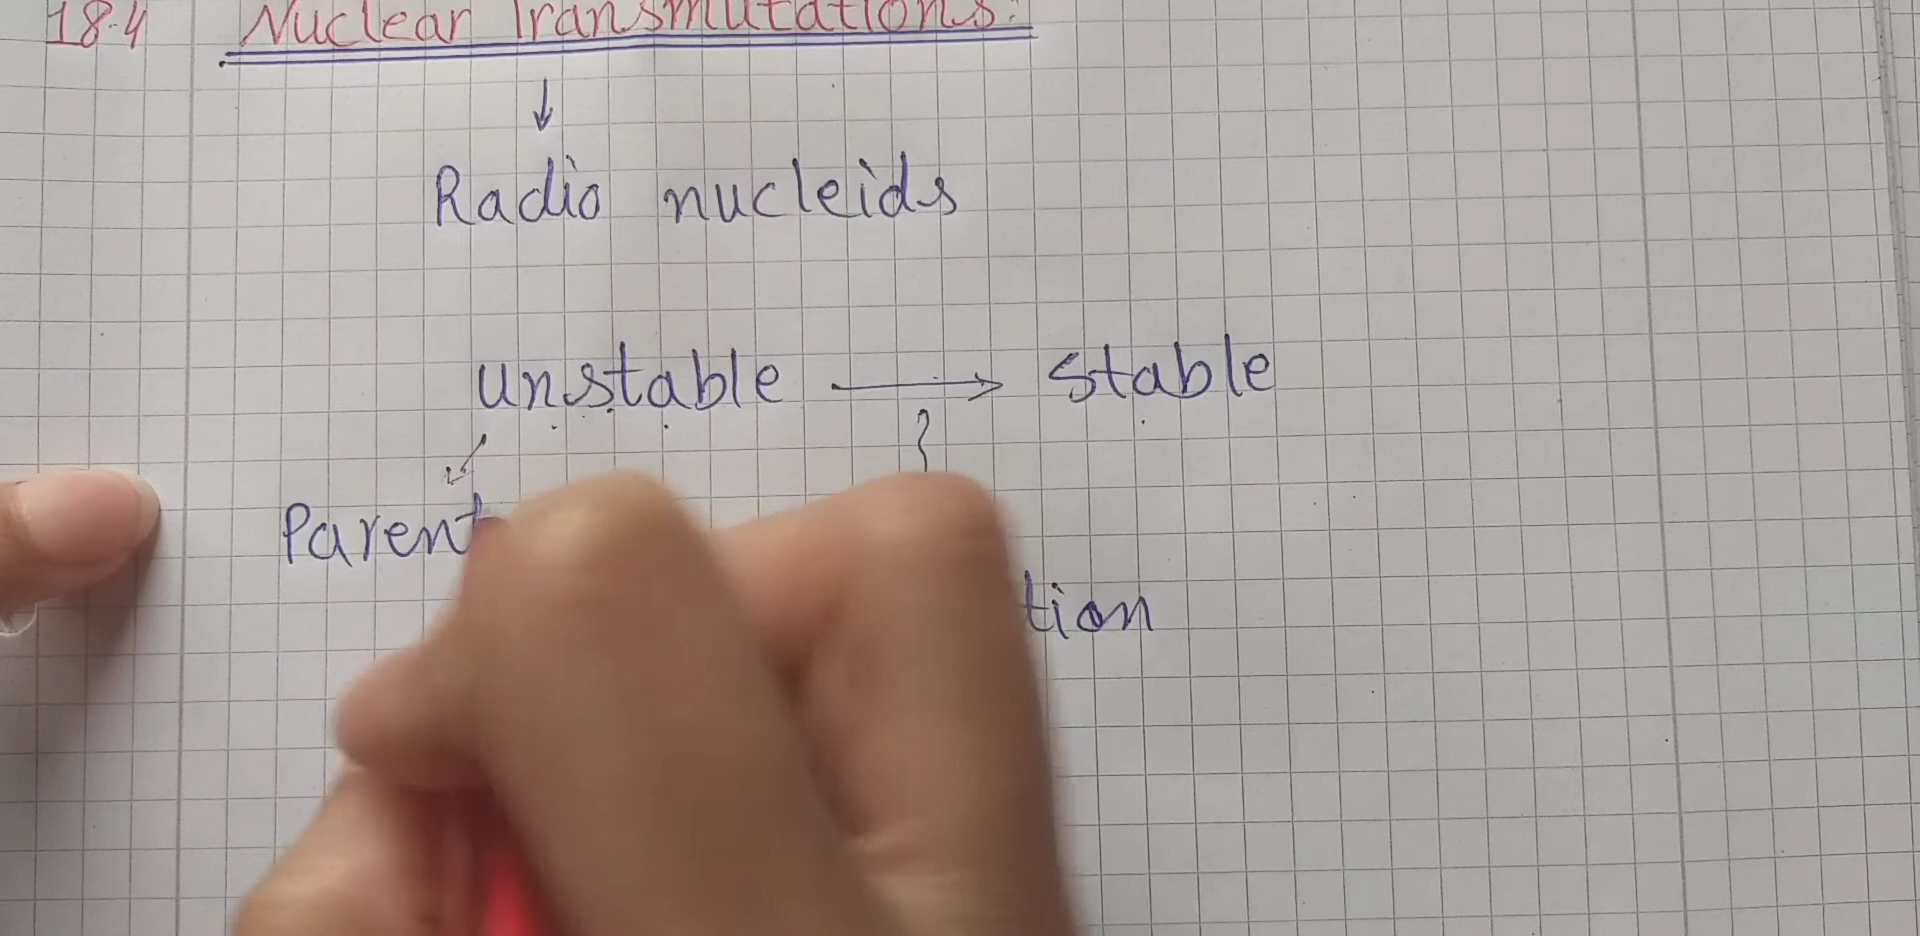 18.4 Nuclear Transmutations.
Radio nucleids
unstable → stable
Parent
tion